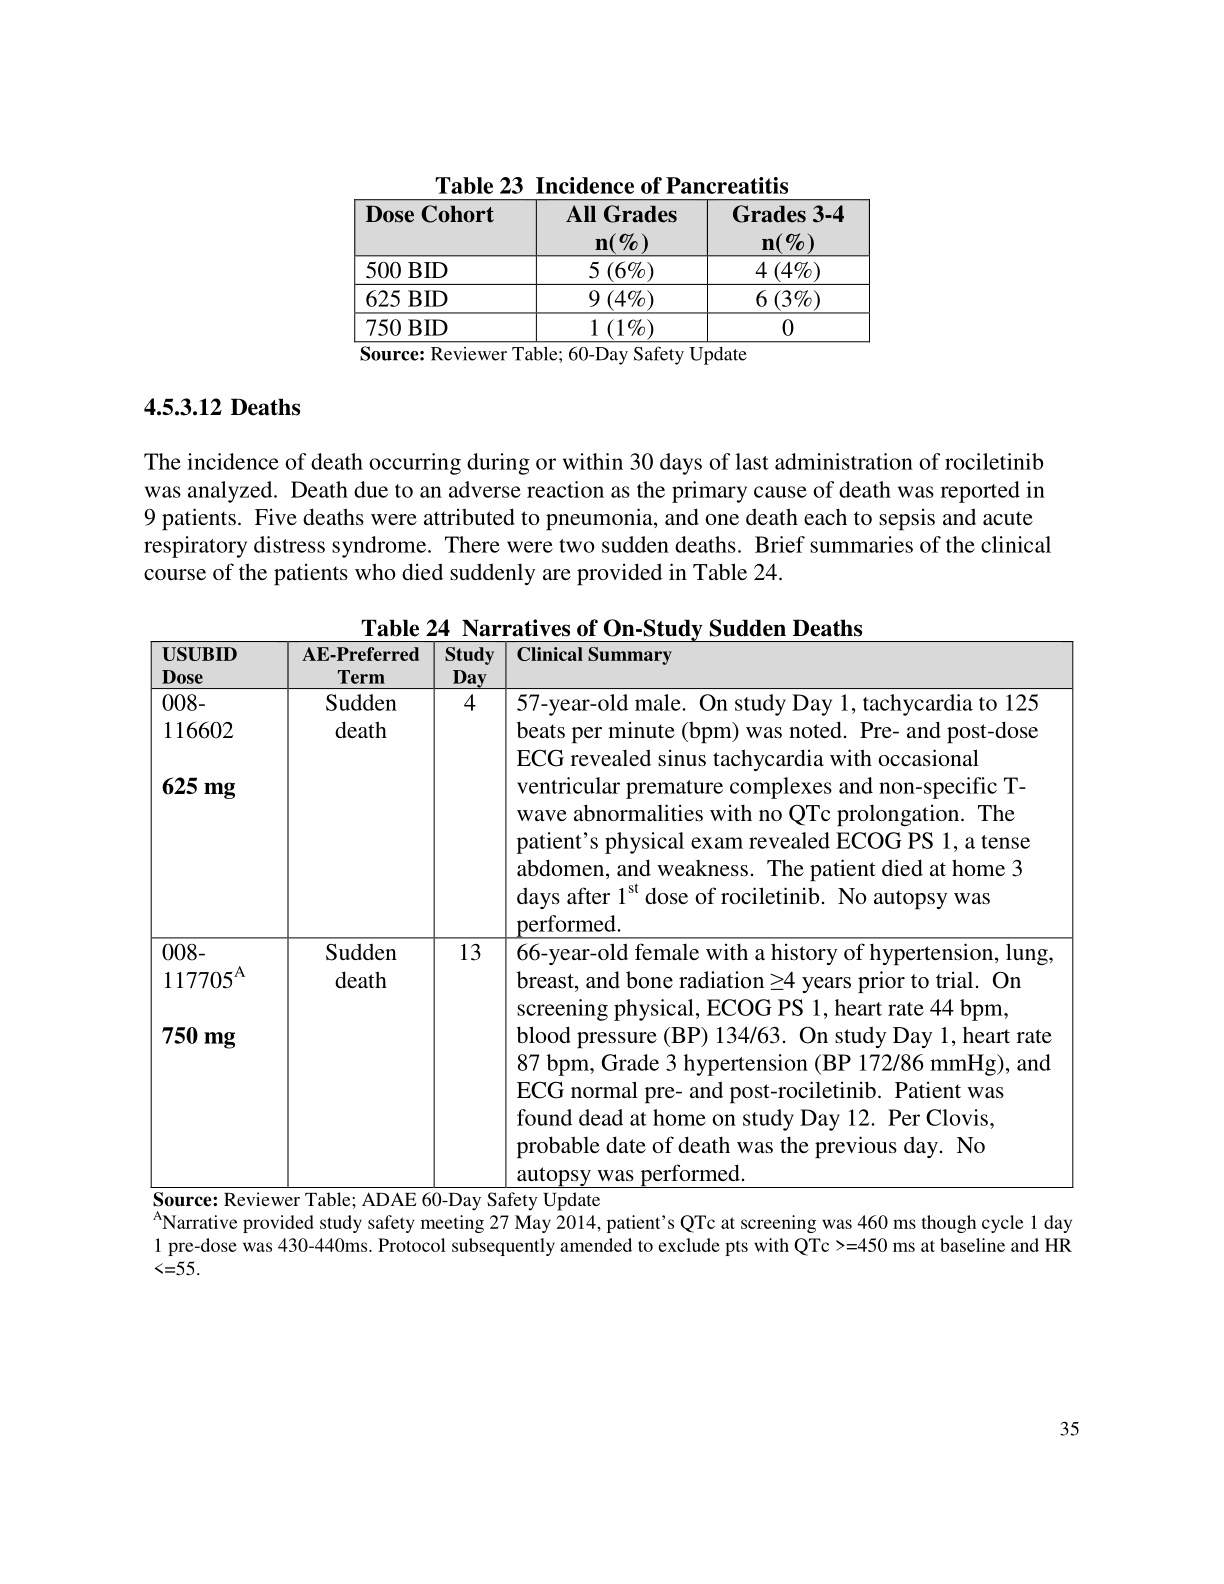 Table 23  Incidence of Pancreatitis
Dose Cohort All Grades n(%) Grades 3-4 n(%)
500 BID 5 (6%) 4 (4%)
625 BID 9 (4%) 6 (3%)
750 BID 1 (1%) 0
Source: Reviewer Table; 60-Day Safety Update
4.5.3.12 Deaths
The incidence of death occurring during or within 30 days of last administration of rociletinib
was analyzed.  Death due to an adverse reaction as the primary cause of death was reported in
9 patients.  Five deaths were attributed to pneumonia, and one death each to sepsis and acute
respiratory distress syndrome.  There were two sudden deaths.  Brief summaries of the clinical
course of the patients who died suddenly are provided in Table 24.
Table 24  Narratives of On-Study Sudden Deaths
USUBID Dose AE-Preferred Term Study Day Clinical Summary
008-
116602
625 mg
Sudden
death
4
57-year-old male.  On study Day 1, tachycardia to 125
beats per minute (bpm) was noted.  Pre- and post-dose
ECG revealed sinus tachycardia with occasional
ventricular premature complexes and non-specific T-
wave abnormalities with no QTc prolongation.  The
patient's physical exam revealed ECOG PS 1, a tense
abdomen, and weakness.  The patient died at home 3
days after 1st dose of rociletinib.  No autopsy was
performed.
008-
117705A
750 mg
Sudden
death
13
66-year-old female with a history of hypertension, lung,
breast, and bone radiation ≥4 years prior to trial.  On
screening physical, ECOG PS 1, heart rate 44 bpm,
blood pressure (BP) 134/63.  On study Day 1, heart rate
87 bpm, Grade 3 hypertension (BP 172/86 mmHg), and
ECG normal pre- and post-rociletinib.  Patient was
found dead at home on study Day 12.  Per Clovis,
probable date of death was the previous day.  No
autopsy was performed.
Source: Reviewer Table; ADAE 60-Day Safety Update
ANarrative provided study safety meeting 27 May 2014, patient's QTc at screening was 460 ms though cycle 1 day
1 pre-dose was 430-440ms. Protocol subsequently amended to exclude pts with QTc >=450 ms at baseline and HR
<=55.
35